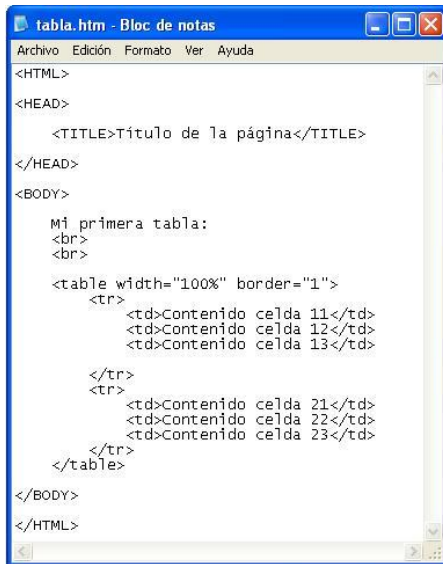 tabla.htm - Bloc de notas
Archivo Edición Formato Ver Ayuda
<HTML>
<HEAD>
<TITLE>Título de la página</TITLE>
</HEAD>
<BODY>
Mi primera tabla:
<br>
<br>
<table width="100%" border="1">
<tr>
<td>Contenido celda 11</td>
<td>Contenido celda 12</td>
<td>Contenido celda 13</td>
</tr>
<tr>
<td>Contenido celda 21</td>
<td>Contenido celda 22</td>
<td>Contenido celda 23</td>
</tr>
</table>
</BODY>
</HTML>